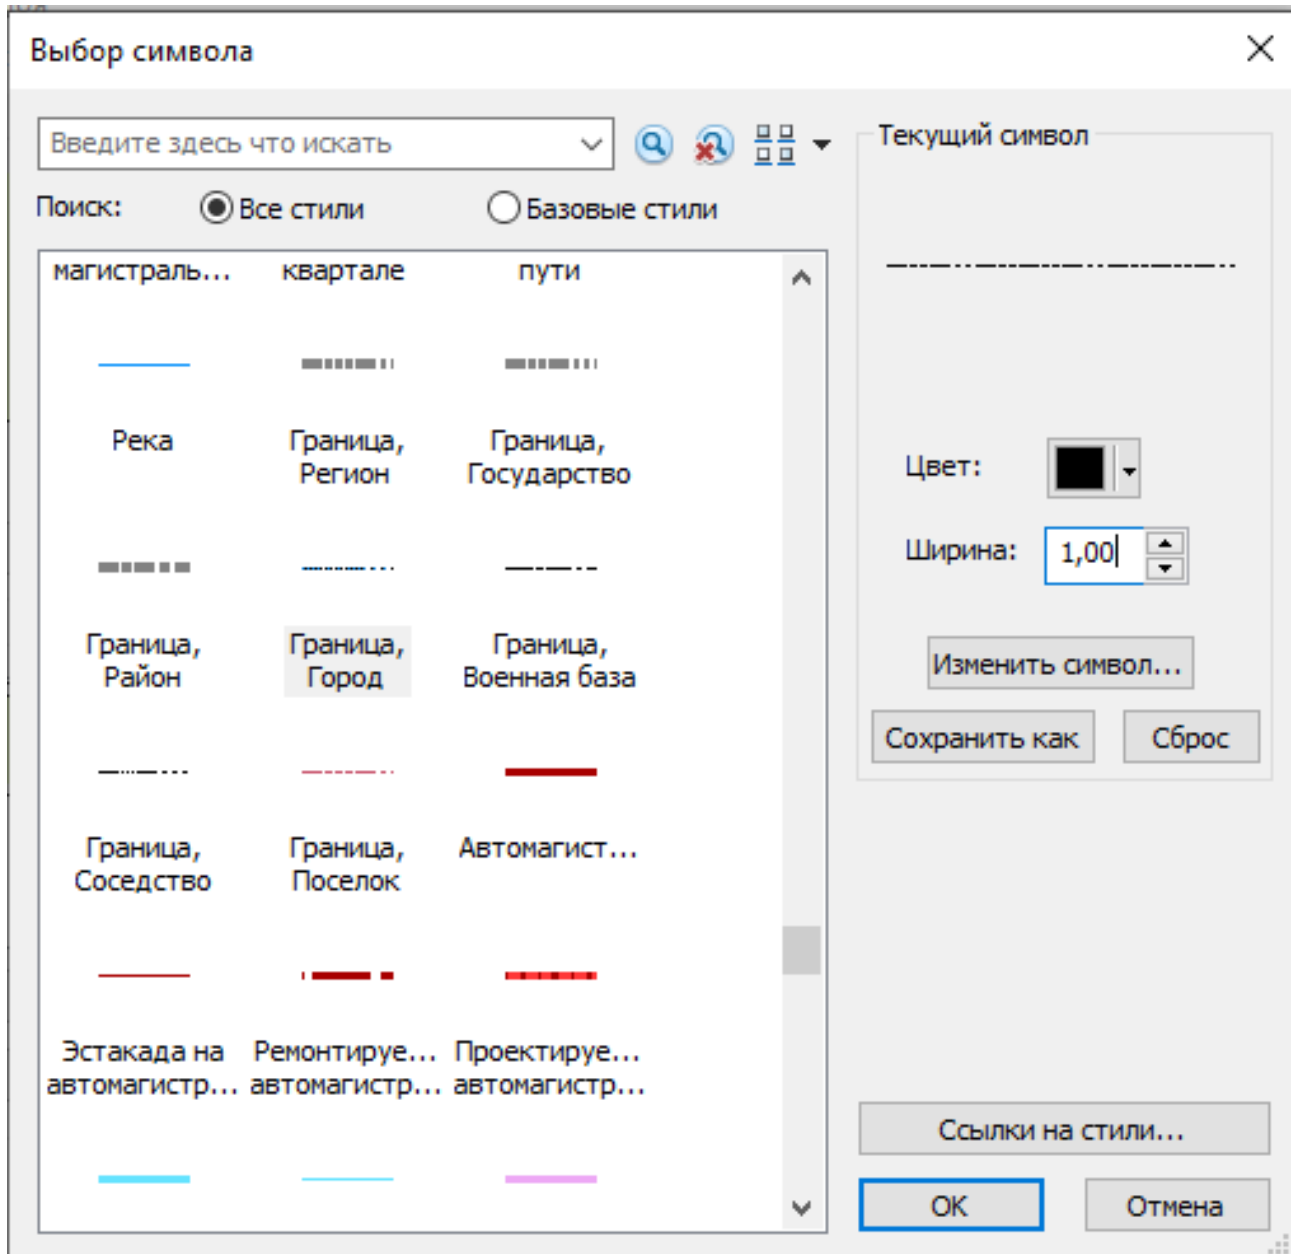 Выбор символа
Введите здесь что искать
Поиск:
Все стили
Базовые стили
магистраль...
квартале
пути
Река
Граница,
Регион
Граница,
Государство
Граница,
Район
Граница,
Город
Граница,
Военная база
Граница,
Соседство
Граница,
Поселок
Автомагист...
Эстакада на
автомагистр...
Ремонтируе...
автомагистр...
Проектируе...
автомагистр...
Текущий символ
Цвет:
Ширина:
1,00
Изменить символ...
Сохранить как
Сброс
Ссылки на стили...
OK
Отмена